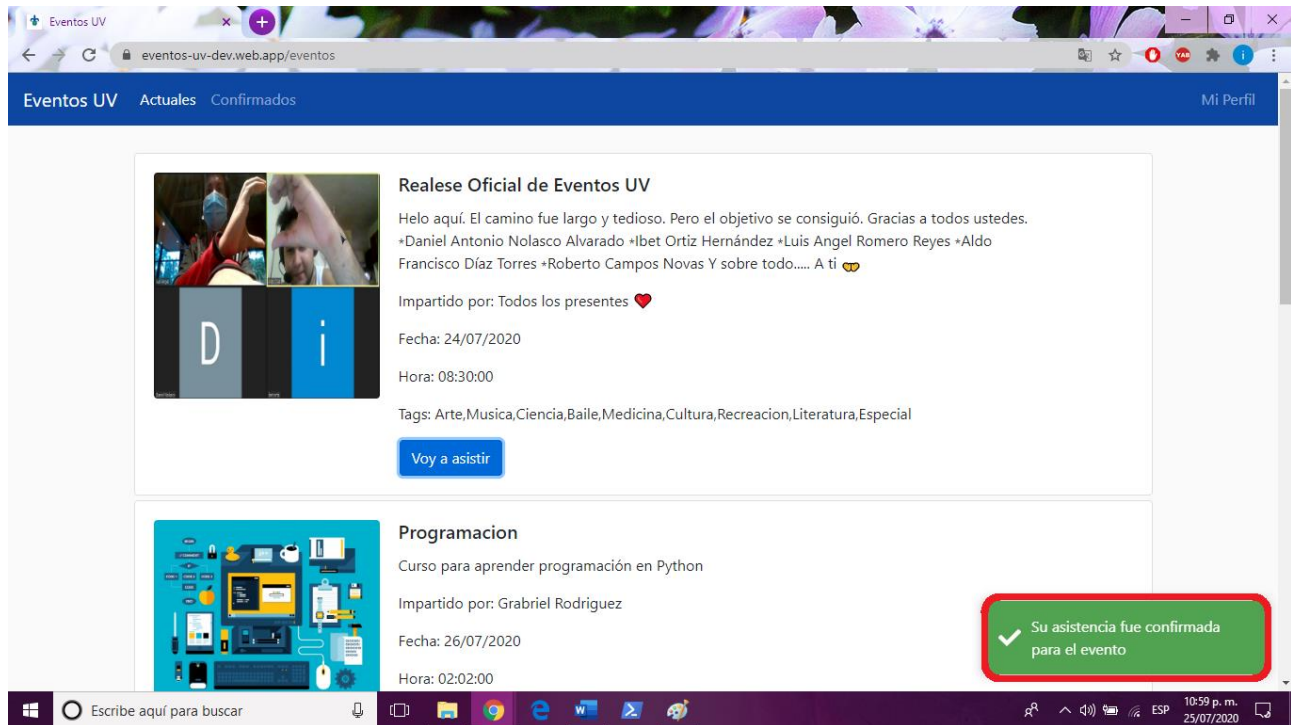 Eventos UV
eventos-uv-dev.web.app/eventos
Eventos UV Actuales Confirmados Mi Perfil
Realese Oficial de Eventos UV
Helo aquí. El camino fue largo y tedioso. Pero el objetivo se consiguió. Gracias a todos ustedes.
*Daniel Antonio Nolasco Alvarado *Ibet Ortiz Hernández *Luis Angel Romero Reyes *Aldo
Francisco Díaz Torres *Roberto Campos Novas Y sobre todo..... A ti
Impartido por: Todos los presentes ❤
Fecha: 24/07/2020
Hora: 08:30:00
Tags: Arte,Musica,Ciencia,Baile,Medicina,Cultura,Recreacion,Literatura,Especial
D i
Voy a asistir
Programacion
Curso para aprender programación en Python
Impartido por: Grabriel Rodriguez
Fecha: 26/07/2020
Hora: 02:02:00
Su asistencia fue confirmada
para el evento
Escribe aquí para buscar
ESP
10:59 p. m.
25/07/2020